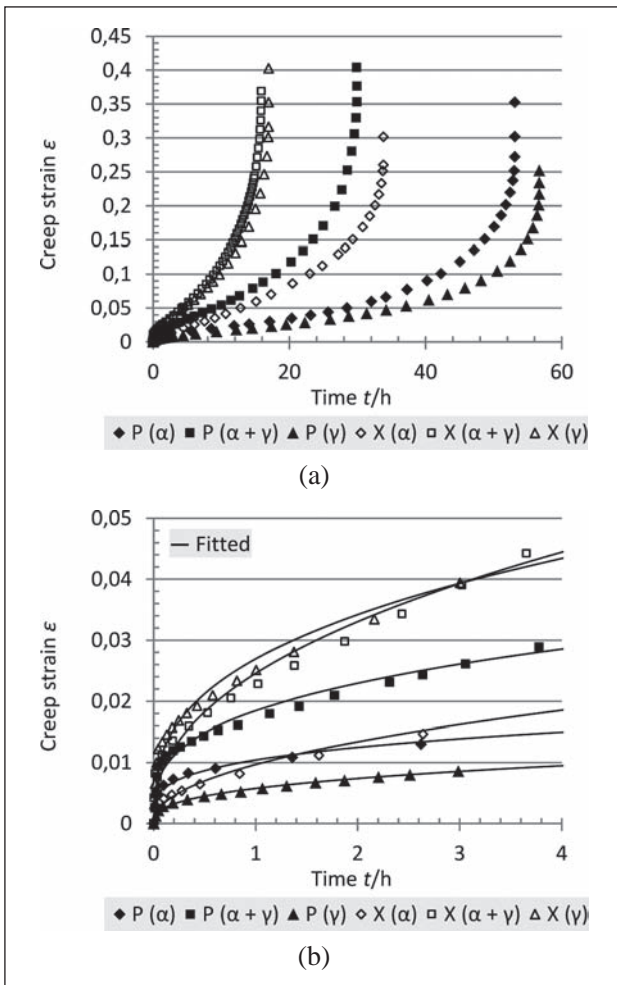 0,45
0,4
0,35
0,3
0,25
0,2
0,15
0,1
0,05
0
Creep strain ε
0 20 40 60
Time t/h
P (α) P (α + γ) P (γ) X (α) X (α + γ) X (γ)
(a)
0,05
0,04
0,03
0,02
0,01
0
Creep strain ε
Fitted
0 1 2 3 4
Time t/h
P (α) P (α + γ) P (γ) X (α) X (α + γ) X (γ)
(b)